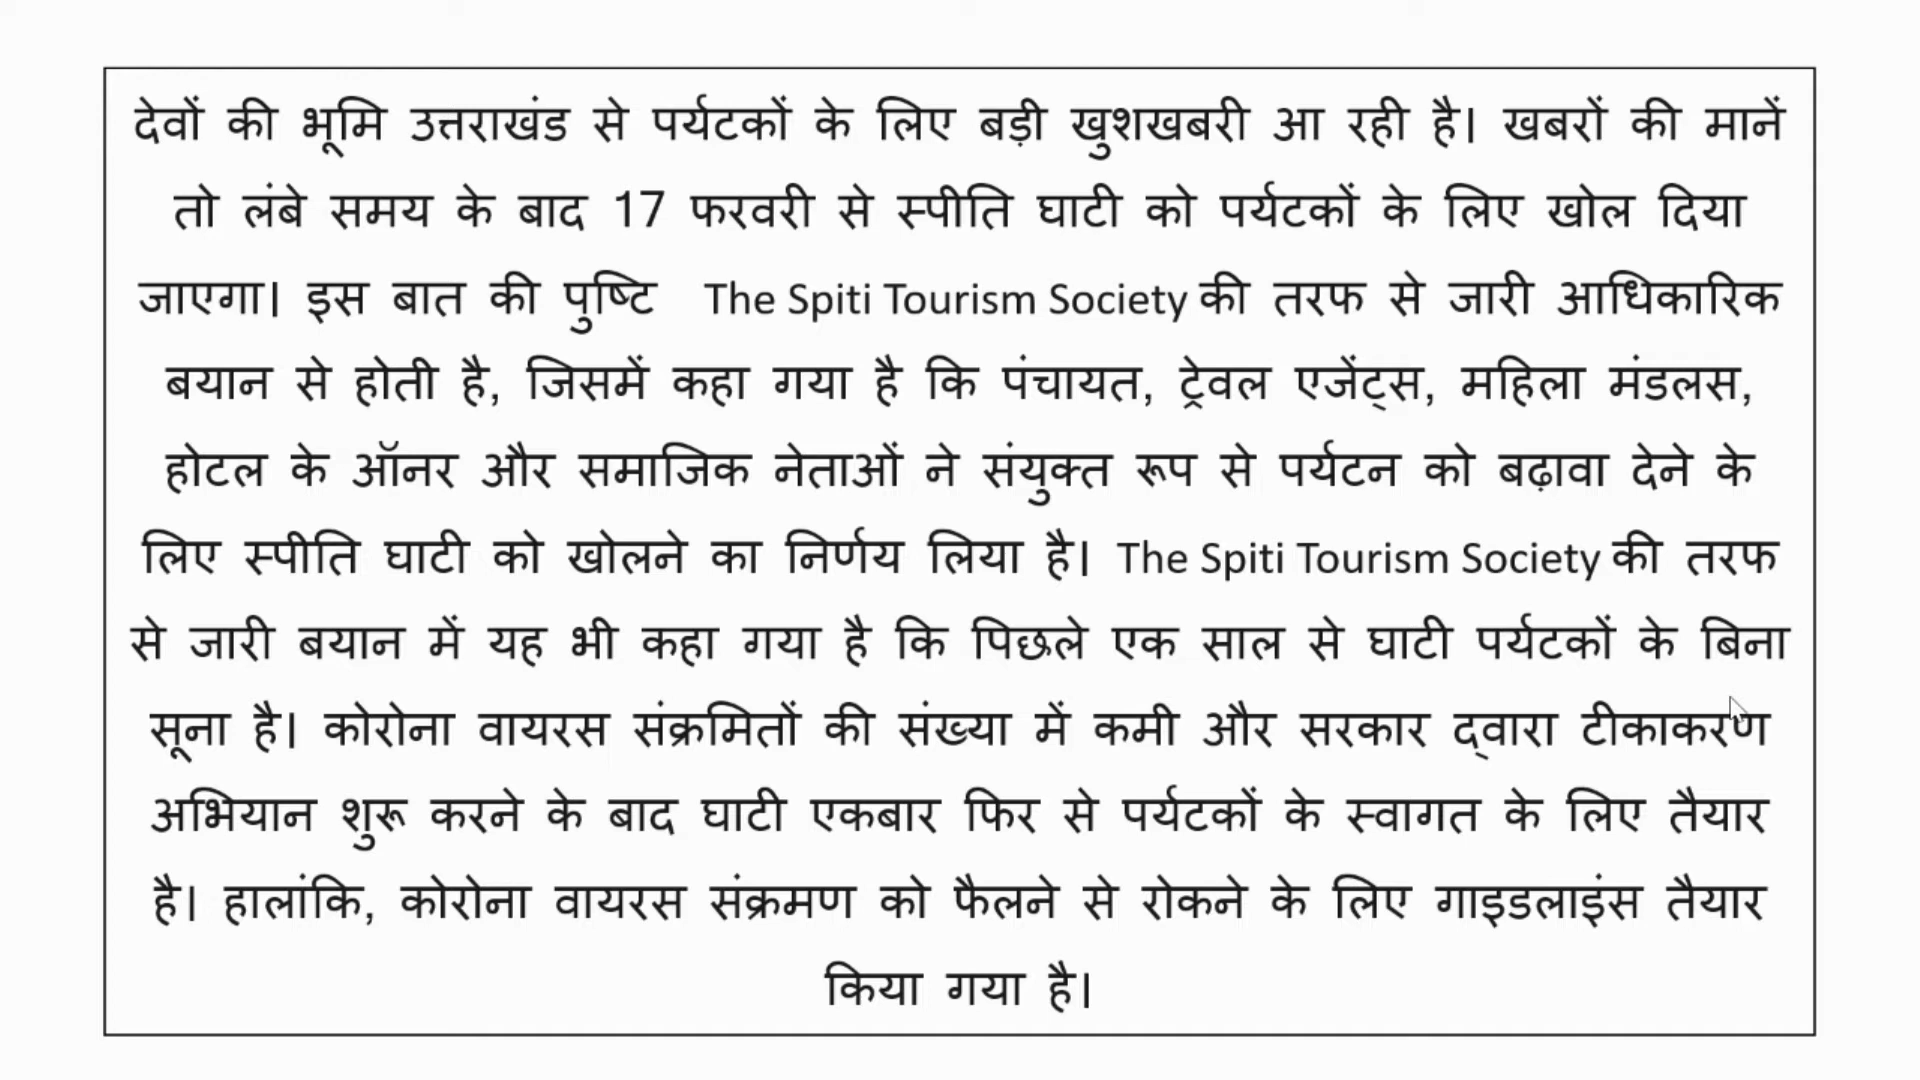 देवों की भूमि उत्तराखंड से पर्यटकों के लिए बड़ी खुशखबरी आ रही है। खबरों की मानें
तो लंबे समय के बाद 17 फरवरी से स्पीति घाटी को पर्यटकों के लिए खोल दिया
जाएगा। इस बात की पुष्टि The Spiti Tourism Society की तरफ से जारी आधिकारिक
बयान से होती है, जिसमें कहा गया है कि पंचायत, ट्रेवल एजेंट्स, महिला मंडलस,
होटल के ऑनर और समाजिक नेताओं ने संयुक्त रूप से पर्यटन को बढ़ावा देने के
लिए स्पीति घाटी को खोलने का निर्णय लिया है। The Spiti Tourism Society की तरफ
से जारी बयान में यह भी कहा गया है कि पिछले एक साल से घाटी पर्यटकों के बिना
सूना है। कोरोना वायरस संक्रमितों की संख्या में कमी और सरकार द्वारा टीकाकरण
अभियान शुरू करने के बाद घाटी एकबार फिर से पर्यटकों के स्वागत के लिए तैयार
है। हालांकि, कोरोना वायरस संक्रमण को फैलने से रोकने के लिए गाइडलाइंस तैयार
किया गया है।